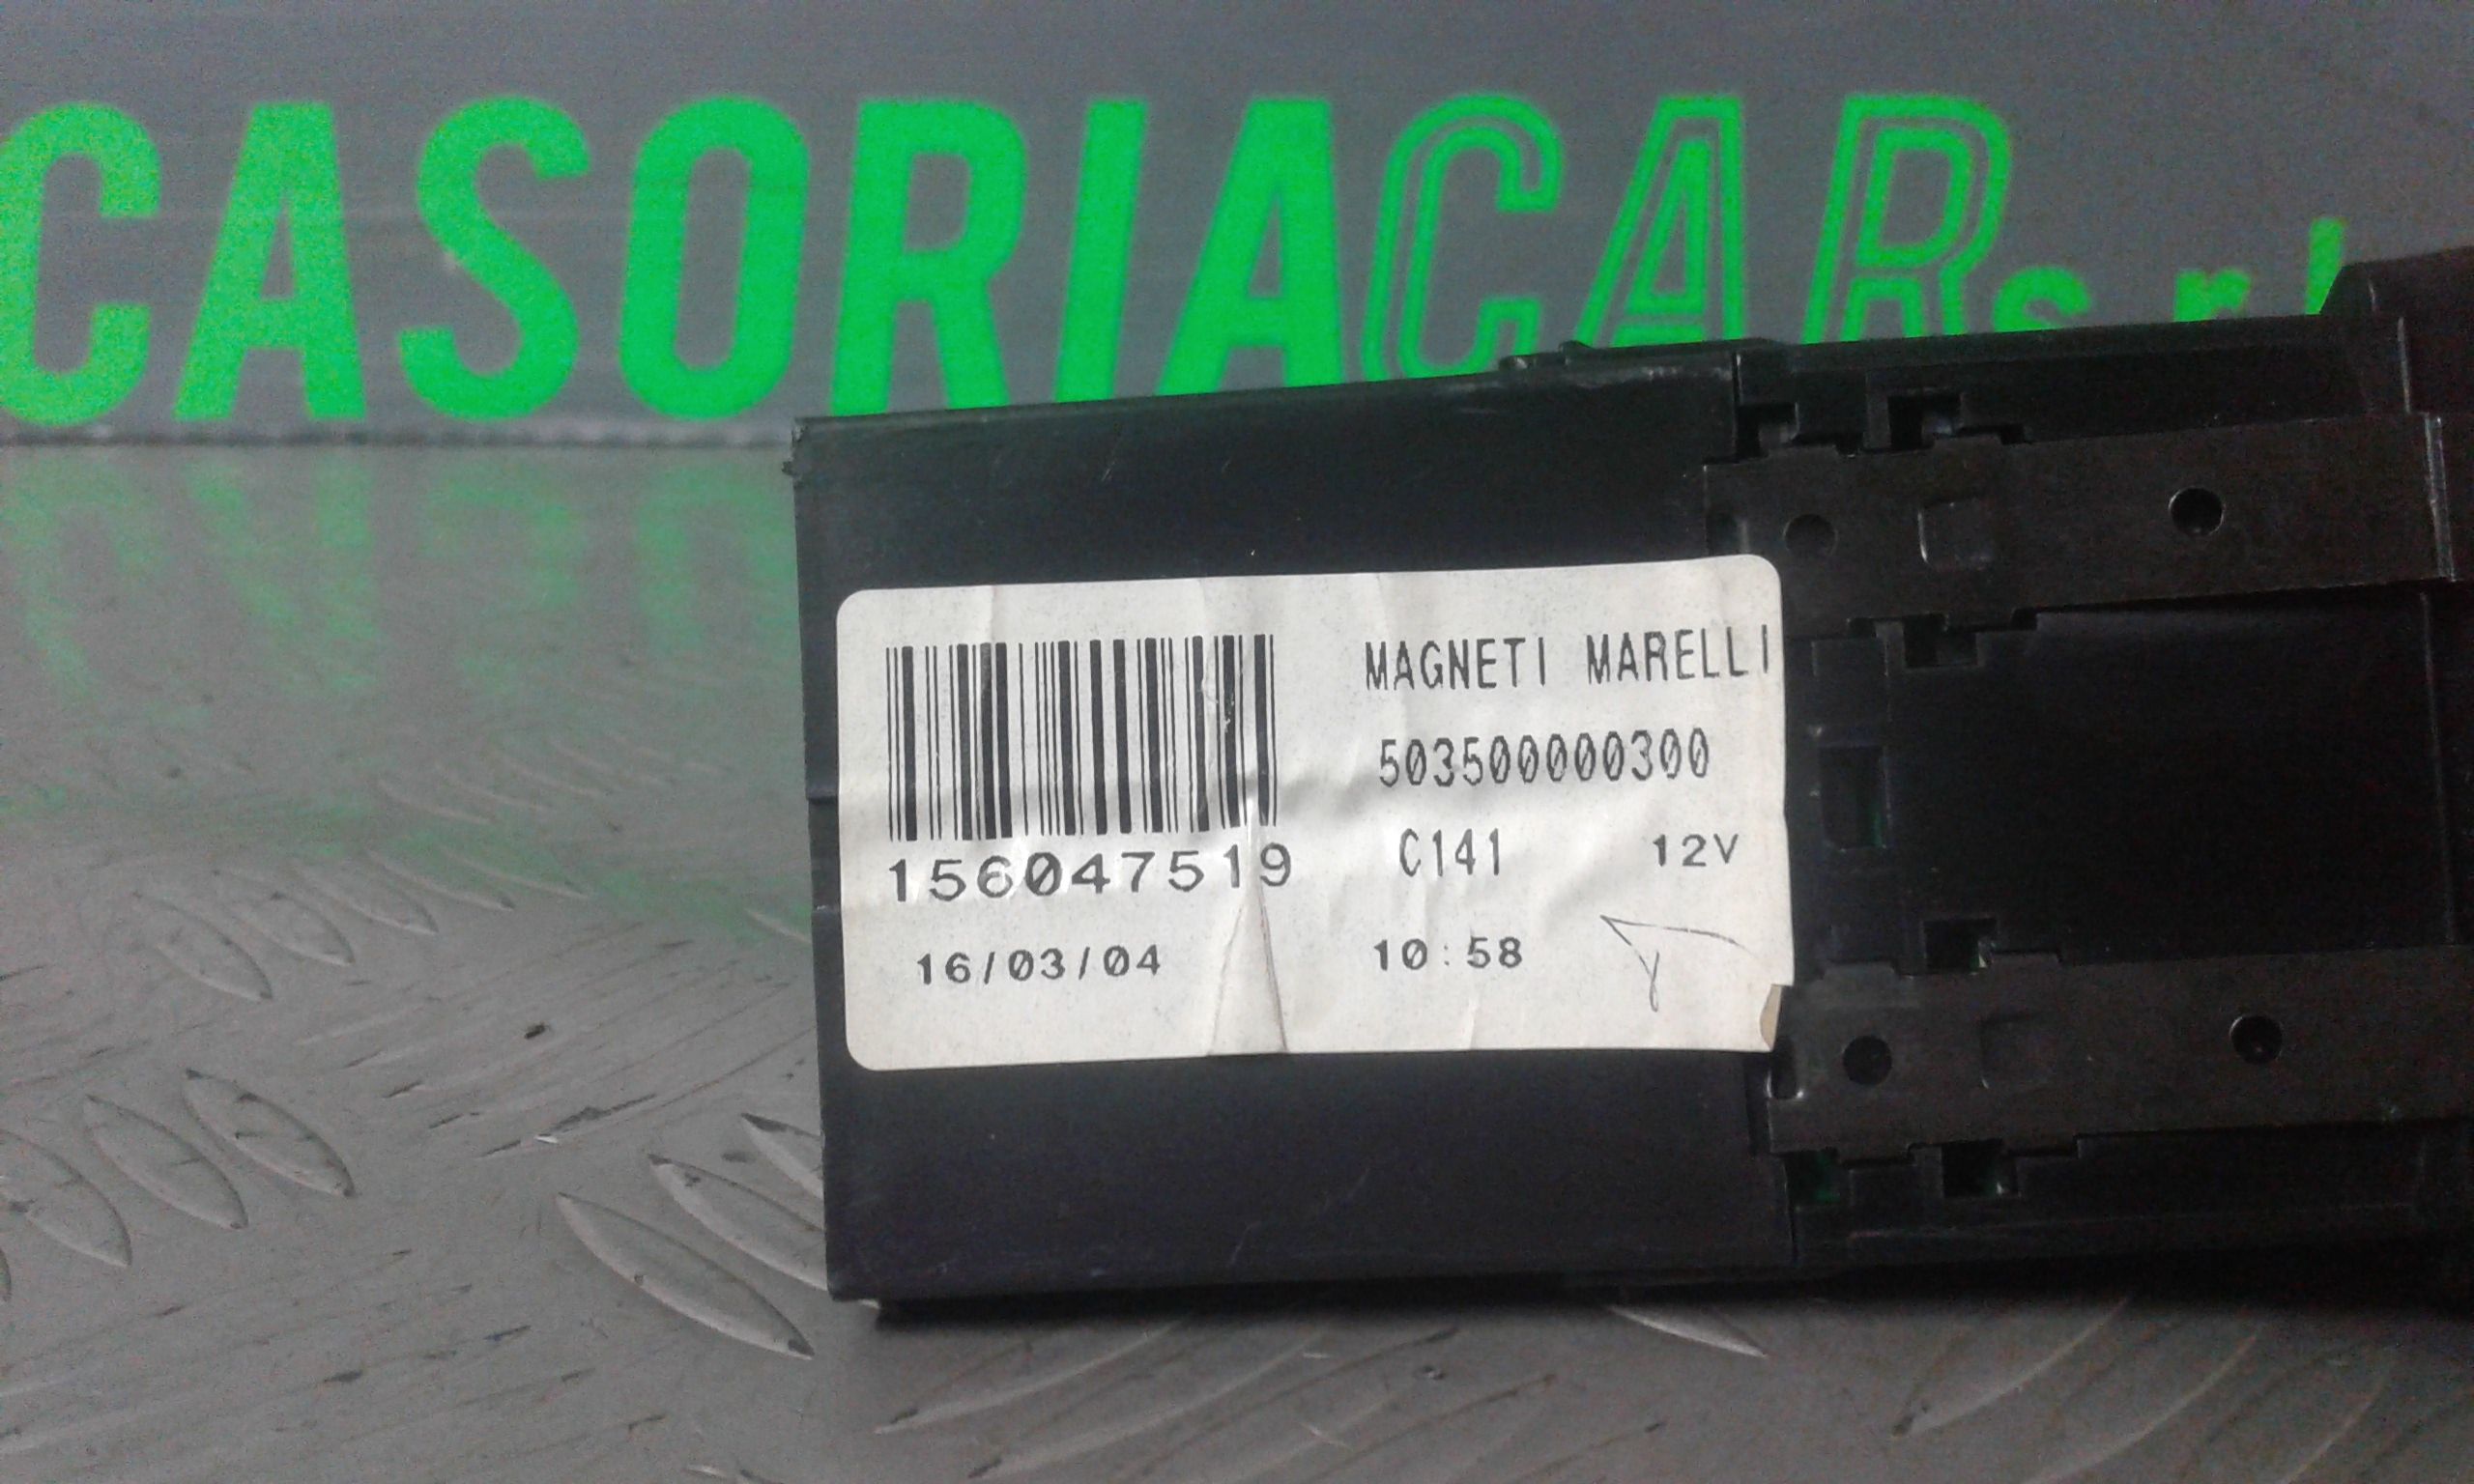 CASORIACAR s.r.l
MAGNETI MARELLI
503500000300
156047519 C141 12V
16/03/04 10:58